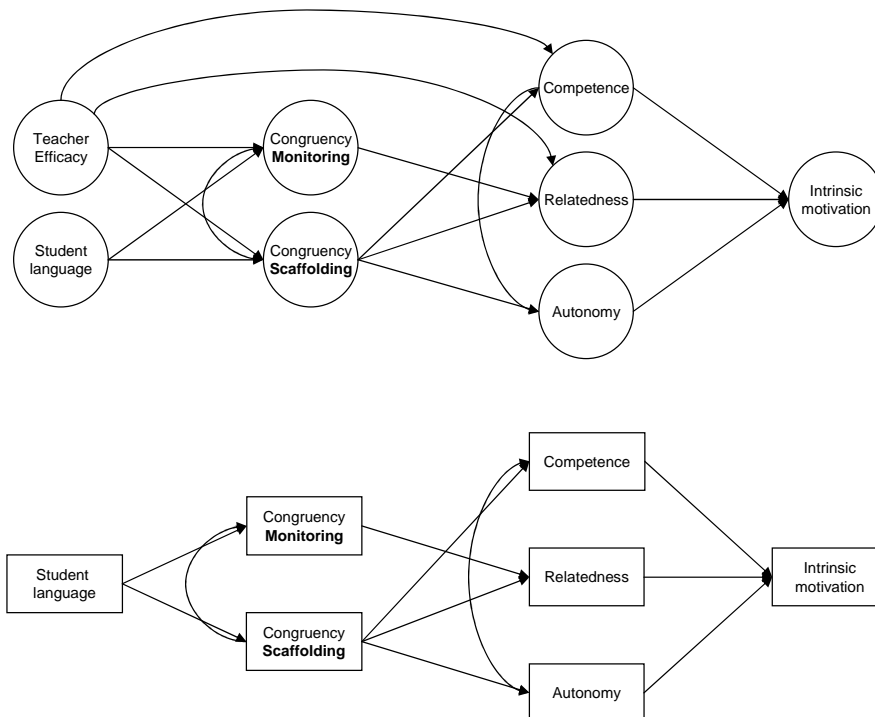 Competence
Teacher
Efficacy
Congruency
Monitoring
Relatedness
Intrinsic
motivation
Student
language
Congruency
Scaffolding
Autonomy
Competence
Congruency
Monitoring
Student
language
Relatedness
Intrinsic
motivation
Congruency
Scaffolding
Autonomy